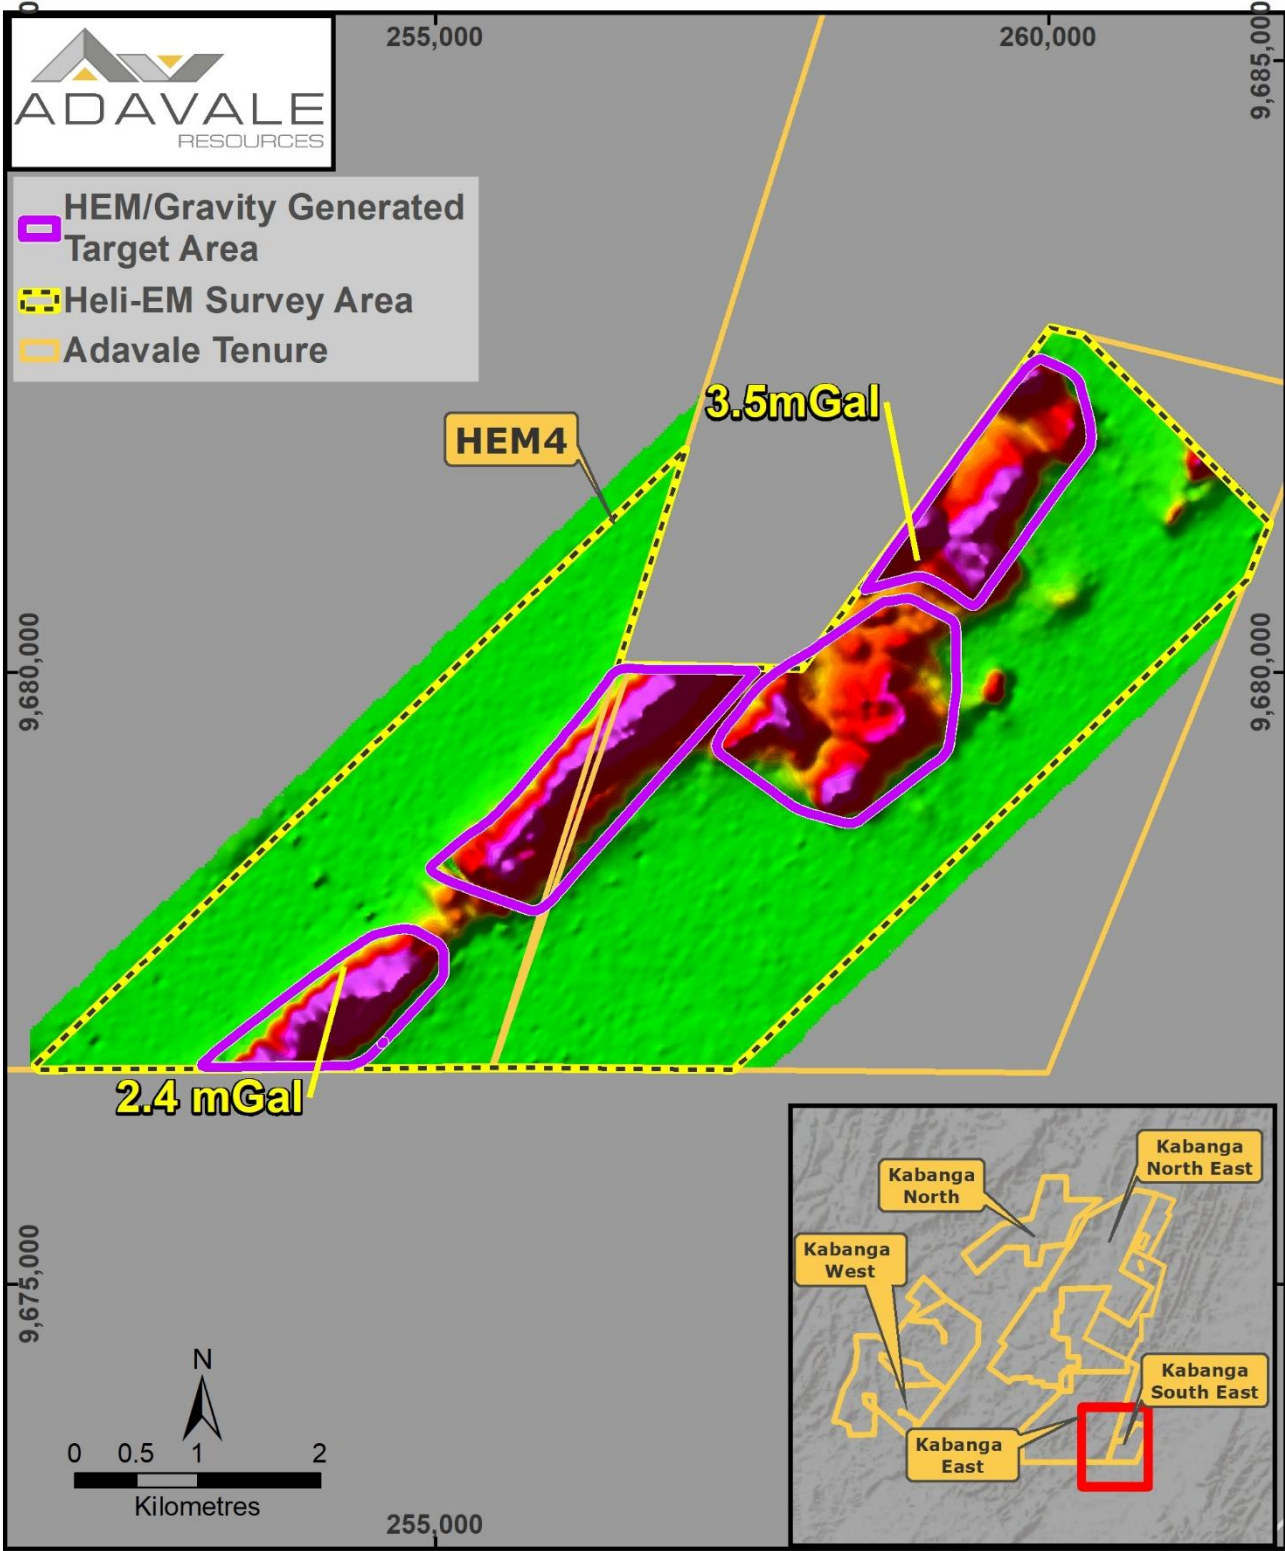 0
255,000
260,000
9,685,000
ADAVALE
RESOURCES
HEM/Gravity Generated
Target Area
Heli-EM Survey Area
Adavale Tenure
3.5mGal
HEM4
9,680,000
9,680,000
2.4 mGal
Kabanga
North East
Kabanga
North
Kabanga
West
Kabanga
South East
Kabanga
East
9,675,000
N
0 0.5 1 2
Kilometres
255,000